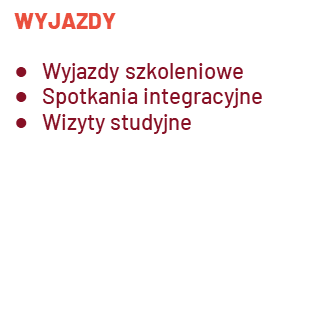 WYJAZDY
● Wyjazdy szkoleniowe
● Spotkania integracyjne
● Wizyty studyjne